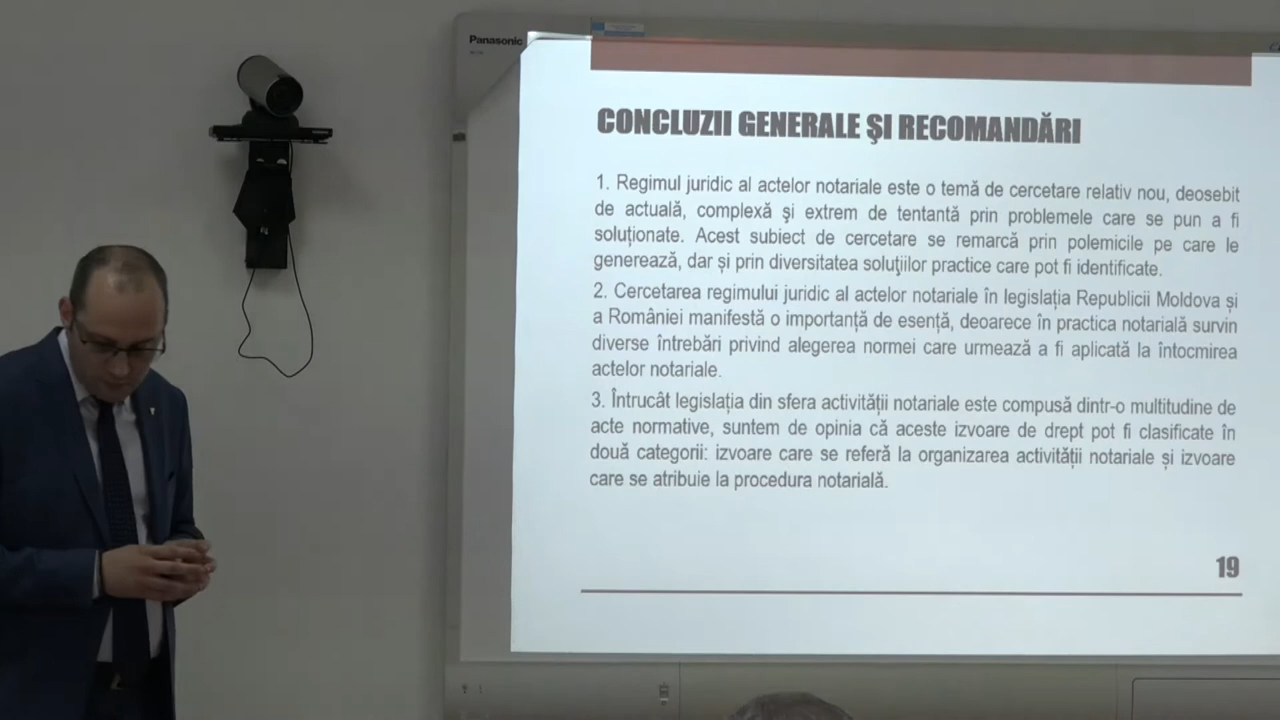 Panasonic
CONCLUZII GENERALE ŞI RECOMANDĂRI
1. Regimul juridic al actelor notariale este o temă de cercetare relativ nou, deosebit
de actuală, complexă şi extrem de tentantă prin problemele care se pun a fi
soluționate. Acest subiect de cercetare se remarcă prin polemicile pe care le
generează, dar și prin diversitatea soluţiilor practice care pot fi identificate.
2. Cercetarea regimului juridic al actelor notariale în legislația Republicii Moldova și
a României manifestă o importanță de esență, deoarece în practica notarială survin
diverse întrebări privind alegerea normei care urmează a fi aplicată la întocmirea
actelor notariale.
3. Întrucât legislația din sfera activității notariale este compusă dintr-o multitudine de
acte normative, suntem de opinia că aceste izvoare de drept pot fi clasificate în
două categorii: izvoare care se referă la organizarea activității notariale și izvoare
care se atribuie la procedura notarială.
19